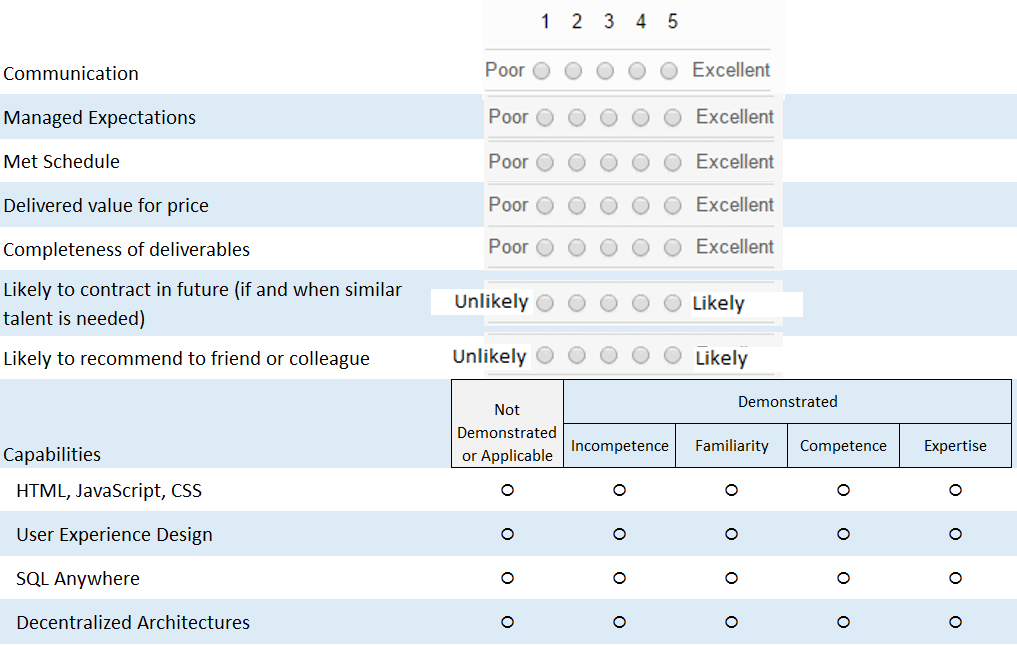 1 2 3 4 5
Communication Poor Excellent
Managed Expectations Poor Excellent
Met Schedule Poor Excellent
Delivered value for price Poor Excellent
Completeness of deliverables Poor Excellent
Likely to contract in future (if and when similar
talent is needed) Unlikely Likely
Likely to recommend to friend or colleague Unlikely Likely
Capabilities
Not
Demonstrated
or Applicable
Demonstrated
Incompetence Familiarity Competence Expertise
HTML, JavaScript, CSS
User Experience Design
SQL Anywhere
Decentralized Architectures